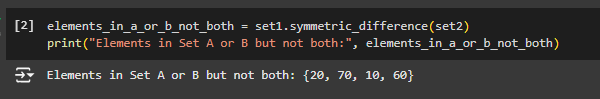 [2] elements_in_a_or_b_not_both = set1.symmetric_difference(set2)
print("Elements in Set A or B but not both:", elements_in_a_or_b_not_both)
Elements in Set A or B but not both: {20, 70, 10, 60}